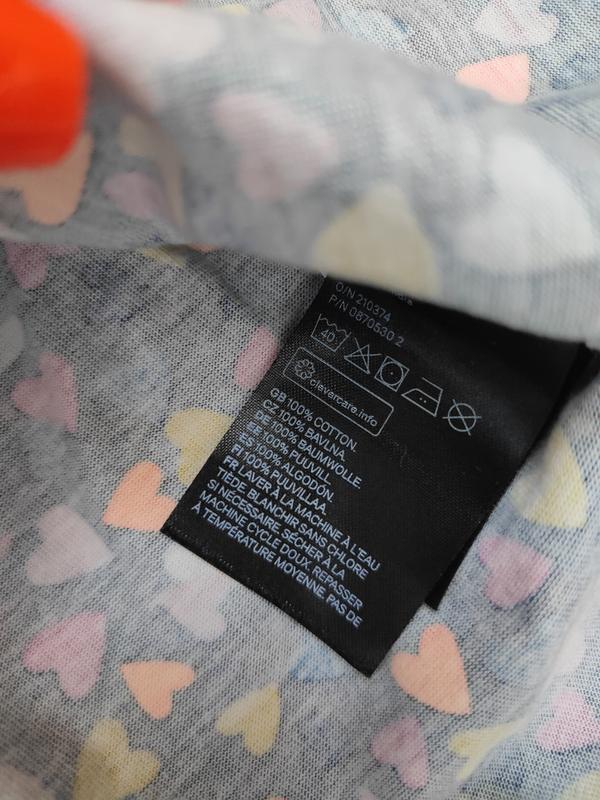 O/N 210374
P/N 0870530 2
40
clevercare.info
GB 100% COTTON.
CZ 100% BAVLNA.
DE 100% BAUMWOLLE.
EE 100% PUUVILL.
ES 100% ALGODON.
FI 100% PUUVILLAA.
FR LAVER À LA MACHINE À L'EAU
TIÈDE. BLANCHIR SANS CHLORE
SI NÉCESSAIRE. SÉCHER À LA
MACHINE CYCLE DOUX. REPASSER
À TEMPÉRATURE MOYENNE. PAS DE